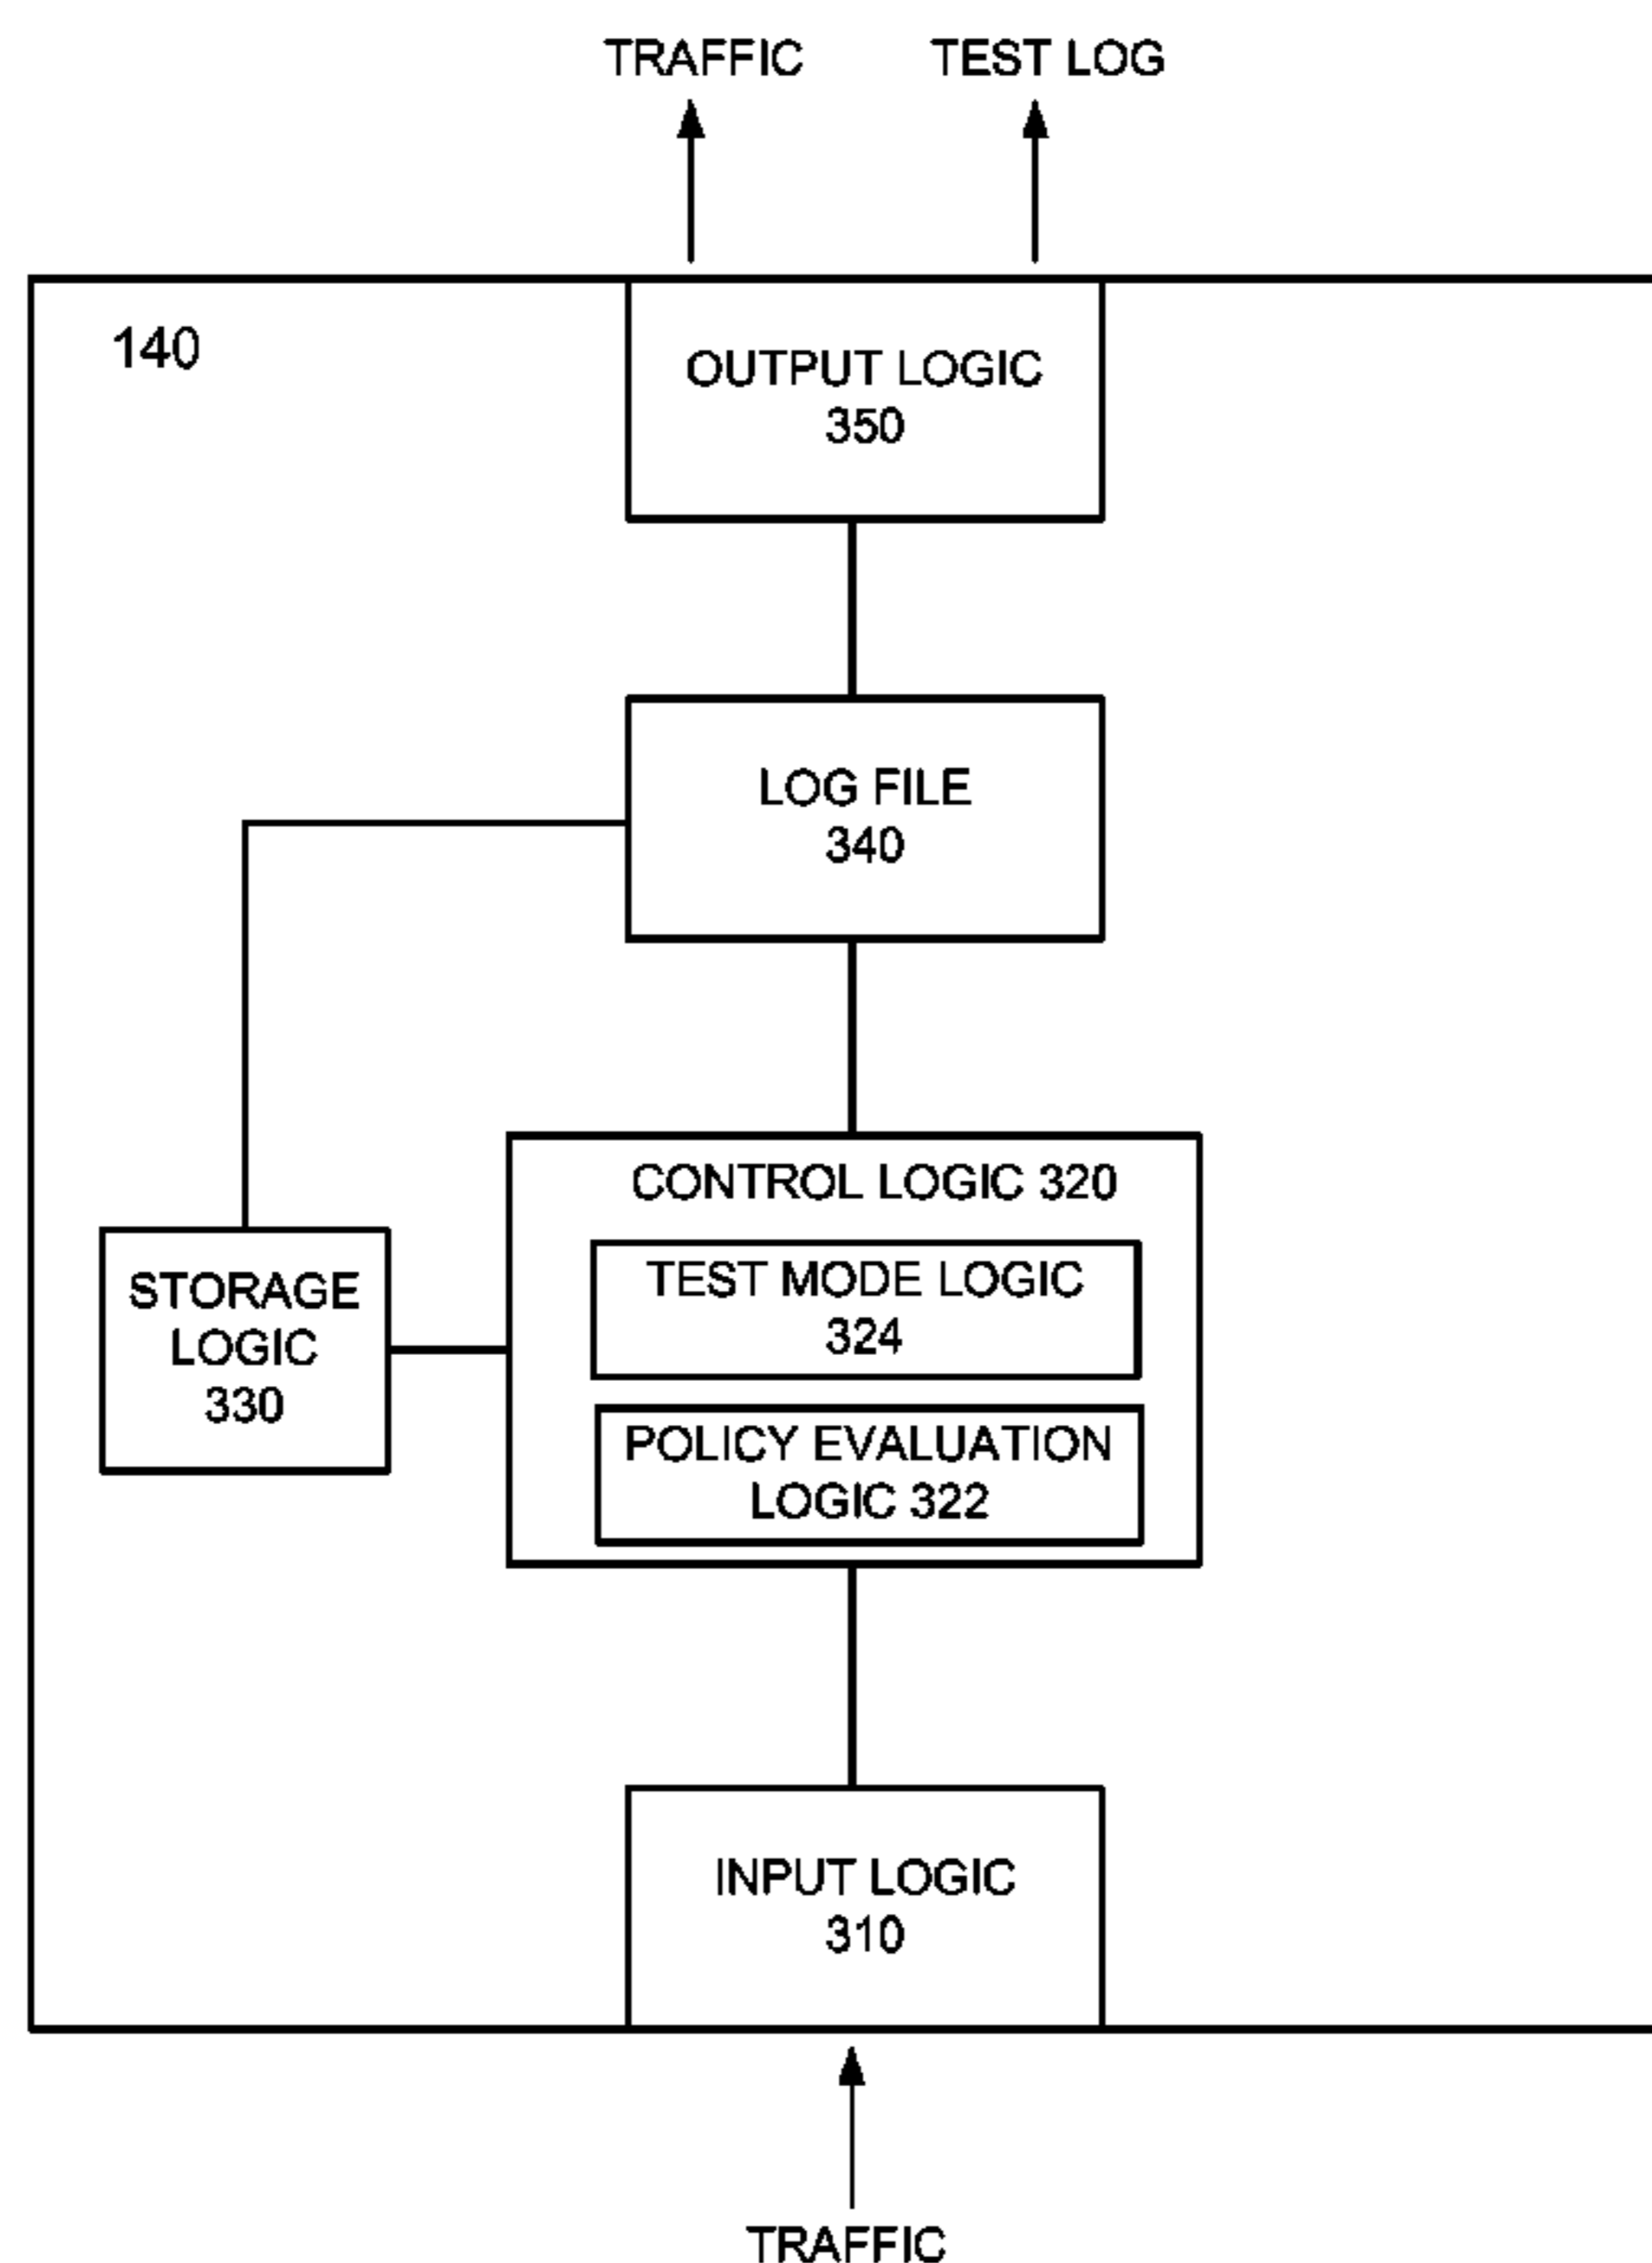 TRAFFIC
TEST LOG
140
OUTPUT LOGIC
350
LOG FILE
340
CONTROL LOGIC 320
TEST MODE LOGIC
324
STORAGE
LOGIC
330
POLICY EVALUATION
LOGIC 322
INPUT LOGIC
310
TRAFFIC